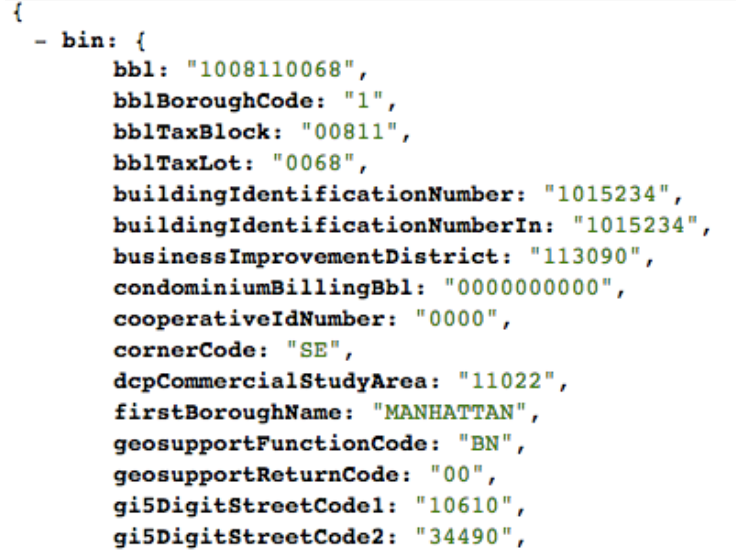 {
- bin: {
bbl: "1008110068",
bblBoroughCode: "1",
bblTaxBlock: "00811",
bblTaxLot: "0068",
buildingIdentificationNumber: "1015234",
buildingIdentificationNumberIn: "1015234",
businessImprovementDistrict: "113090",
condominiumBillingBbl: "0000000000",
cooperativeIdNumber: "0000",
cornerCode: "SE",
dcpCommercialStudyArea: "11022",
firstBoroughName: "MANHATTAN",
geosupportFunctionCode: "BN",
geosupportReturnCode: "00",
gi5DigitStreetCode1: "10610",
gi5DigitStreetCode2: "34490",